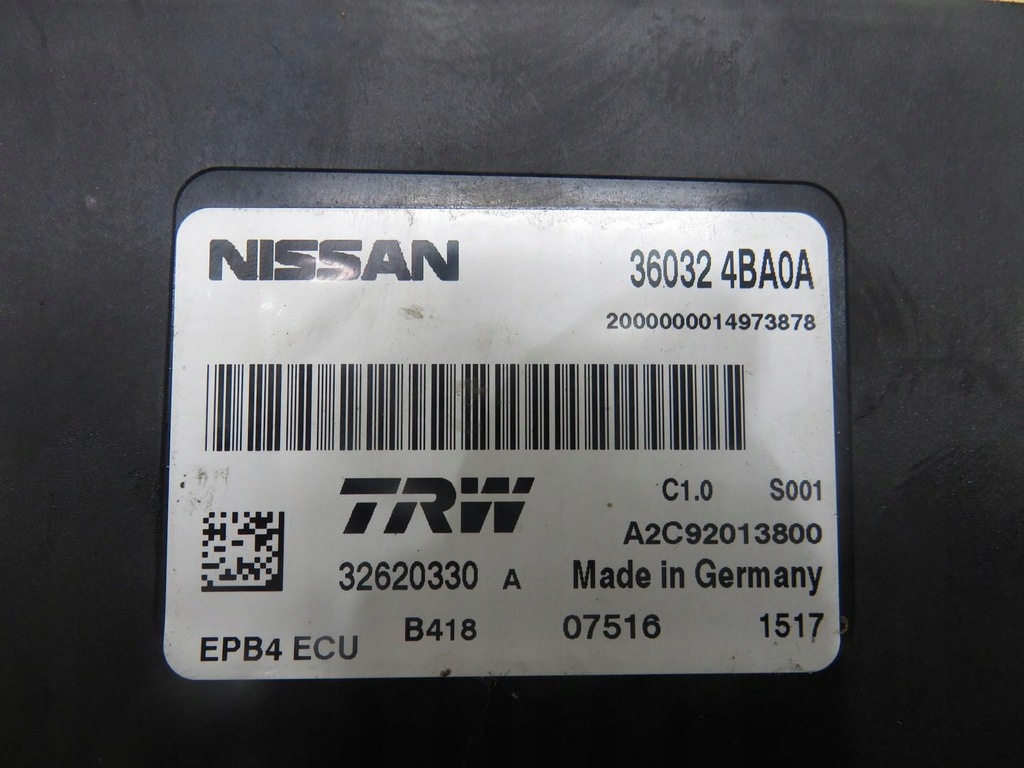 NISSAN 36032 4BA0A
2000000014973878
TRW C1.0 S001
A2C92013800
32620330 A Made in Germany
EPB4 ECU B418 07516 1517